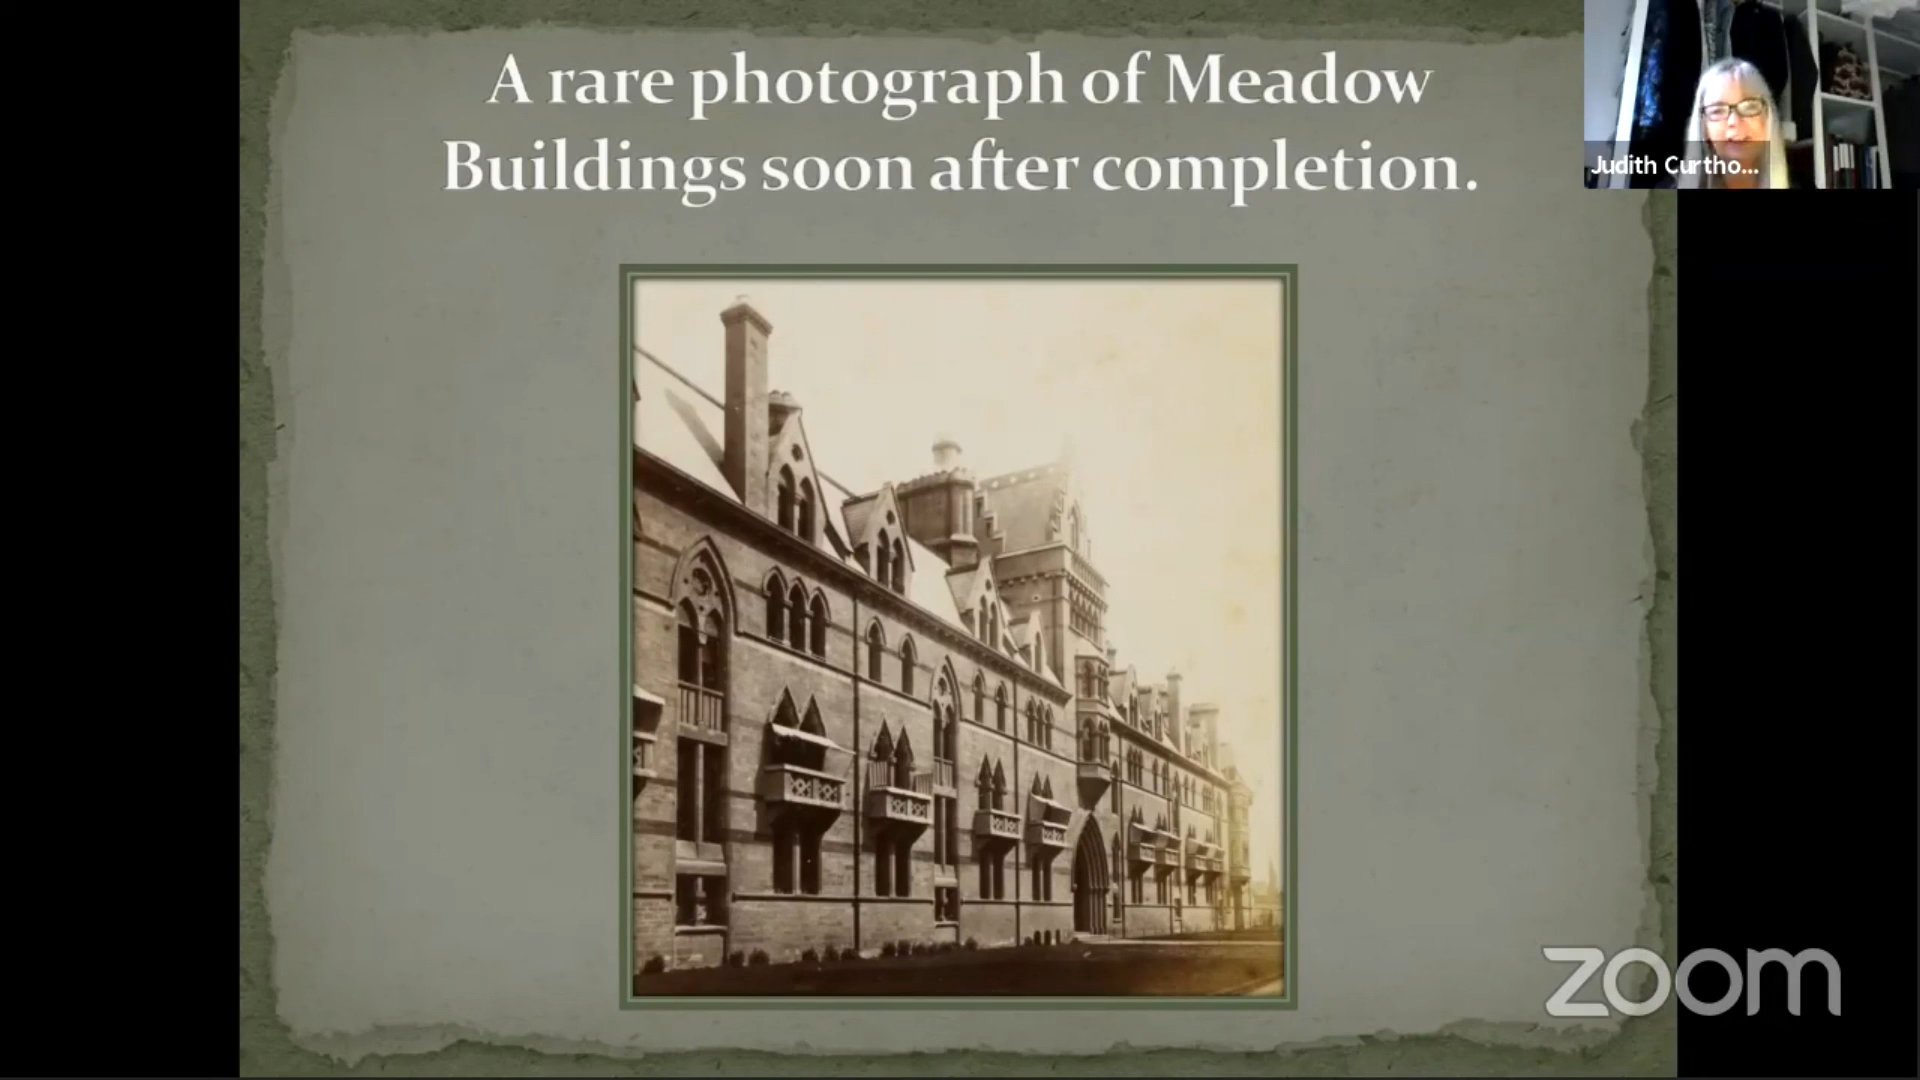 A rare photograph of Meadow
Buildings soon after completion.
Judith Curtho...
zoom